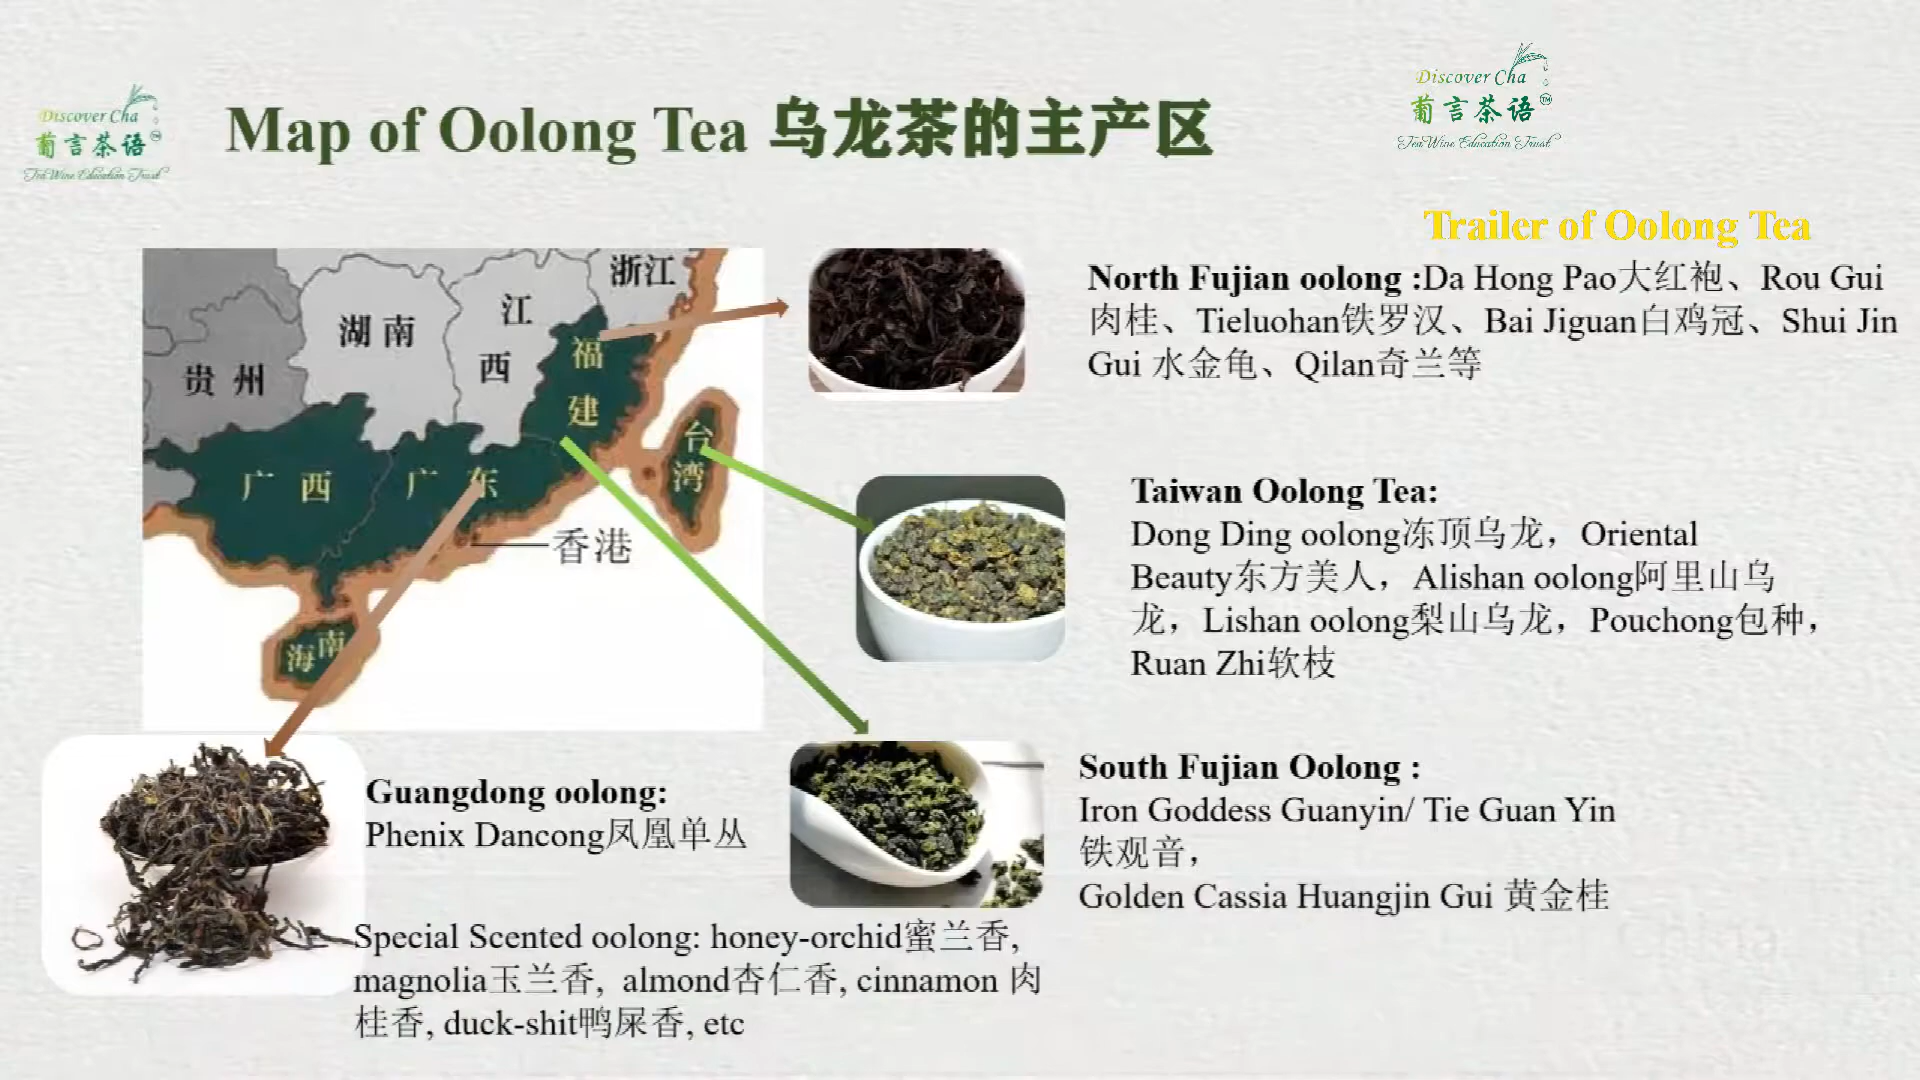 Discover Cha
葡言茶语™
Tea Wine Education Trust
Map of Oolong Tea 乌龙茶的主产区
Discover Cha
葡言茶语™
Tea Wine Education Trust
Trailer of Oolong Tea
浙江
江西
湖南
贵州
福建
台湾
广西
广东
香港
海南
North Fujian oolong :Da Hong Pao大红袍、Rou Gui
肉桂、Tieluohan铁罗汉、Bai Jiguan白鸡冠、Shui Jin
Gui 水金龟、Qilan奇兰等
Taiwan Oolong Tea:
Dong Ding oolong冻顶乌龙，Oriental
Beauty东方美人，Alishan oolong阿里山乌
龙，Lishan oolong梨山乌龙，Pouchong包种，
Ruan Zhi软枝
South Fujian Oolong :
Iron Goddess Guanyin/ Tie Guan Yin
铁观音，
Golden Cassia Huangjin Gui 黄金桂
Guangdong oolong:
Phenix Dancong凤凰单丛
Special Scented oolong: honey-orchid蜜兰香,
magnolia玉兰香, almond杏仁香, cinnamon 肉
桂香, duck-shit鸭屎香, etc